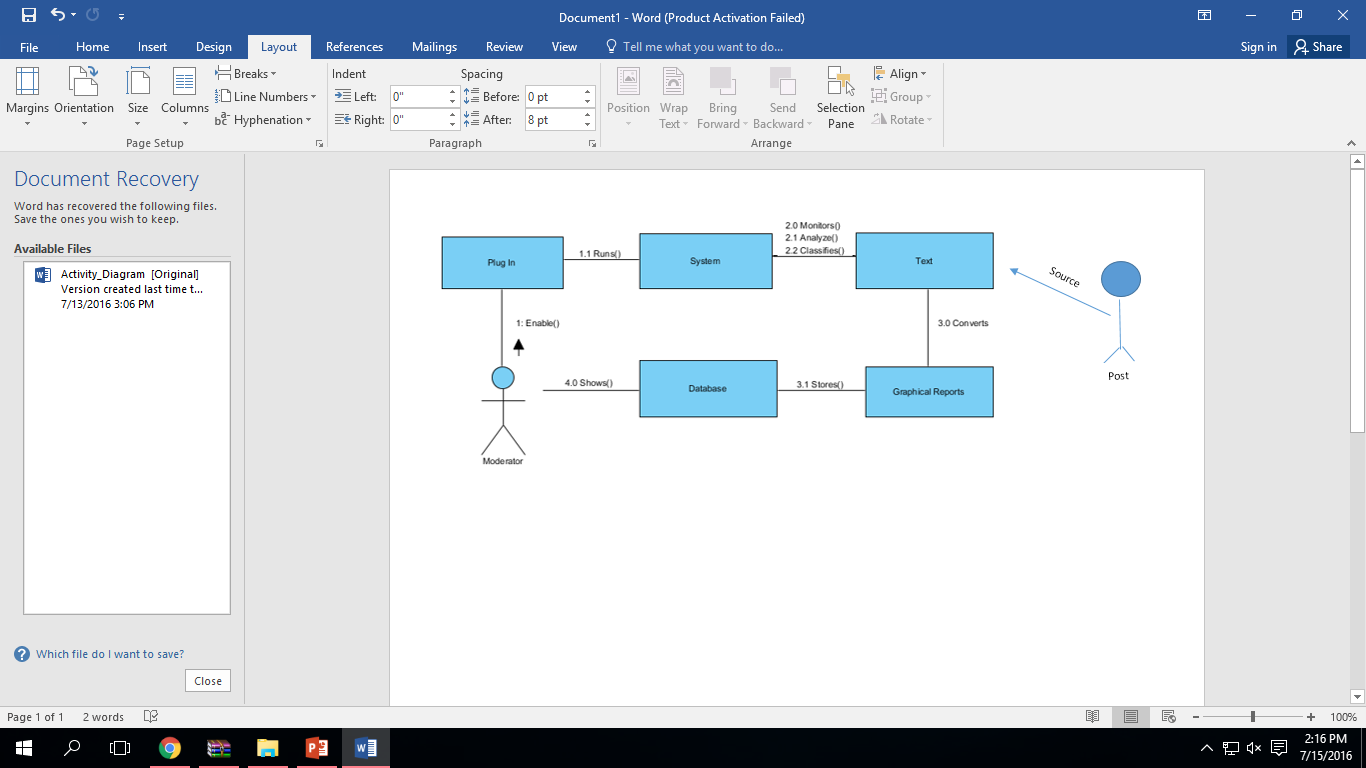 Document1 - Word (Product Activation Failed)
File Home Insert Design Layout References Mailings Review View Tell me what you want to do... Sign in Share
Margins Orientation Size Columns
Breaks
Line Numbers
Hyphenation
Page Setup
Indent Spacing
Left: 0" Before: 0 pt
Right: 0" After: 8 pt
Paragraph
Position Wrap Text Bring Forward Send Backward Selection Pane
Align
Group
Rotate
Arrange
Document Recovery
Word has recovered the following files.
Save the ones you wish to keep.
Available Files
Activity_Diagram [Original]
Version created last time t...
7/13/2016 3:06 PM
Which file do I want to save?
Close
2.0 Monitors()
2.1 Analyze()
2.2 Classifies()
Plug In 1.1 Runs() System Text
Source
1: Enable() 3.0 Converts
Post
4.0 Shows() Database 3.1 Stores() Graphical Reports
Moderator
Page 1 of 1 2 words 100%
2:16 PM
7/15/2016